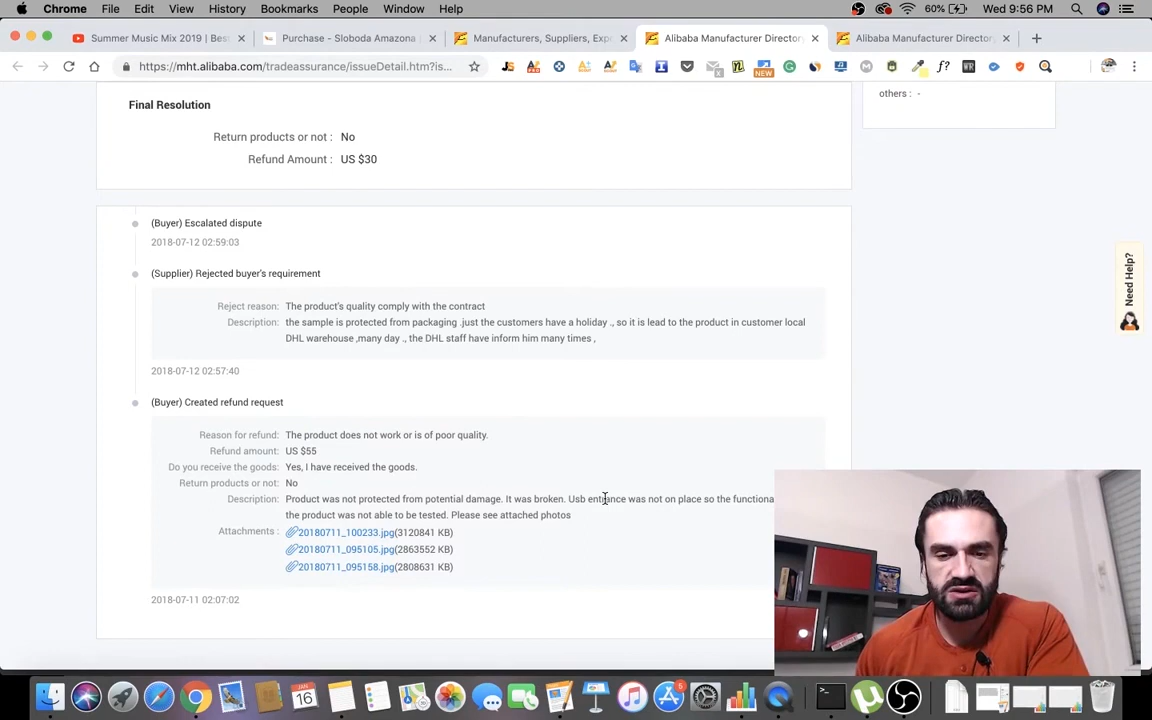 Chrome File Edit View History Bookmarks People Window Help 60% Wed 9:56 PM
Summer Music Mix 2019 | Bes
Purchase - Sloboda Amazona
Manufacturers, Suppliers, Exp
Alibaba Manufacturer Director
Alibaba Manufacturer Director
https://mht.alibaba.com/tradeassurance/issueDetail.htm?is...
NEW
others : -
Final Resolution
Return products or not : No
Refund Amount : US $30
(Buyer) Escalated dispute
2018-07-12 02:59:03
(Supplier) Rejected buyer's requirement
Reject reason: The product's quality comply with the contract
Description: the sample is protected from packaging .just the customers have a holiday ., so it is lead to the product in customer local
DHL warehouse ,many day ., the DHL staff have inform him many times ,
2018-07-12 02:57:40
(Buyer) Created refund request
Reason for refund: The product does not work or is of poor quality.
Refund amount: US $55
Do you receive the goods: Yes, I have received the goods.
Return products or not: No
Description: Product was not protected from potential damage. It was broken. Usb entrance was not on place so the functiona
the product was not able to be tested. Please see attached photos
Attachments : 20180711_100233.jpg(3120841 KB)
20180711_095105.jpg(2863552 KB)
20180711_095158.jpg(2808631 KB)
2018-07-11 02:07:02
Need Help?
JAN
16
6